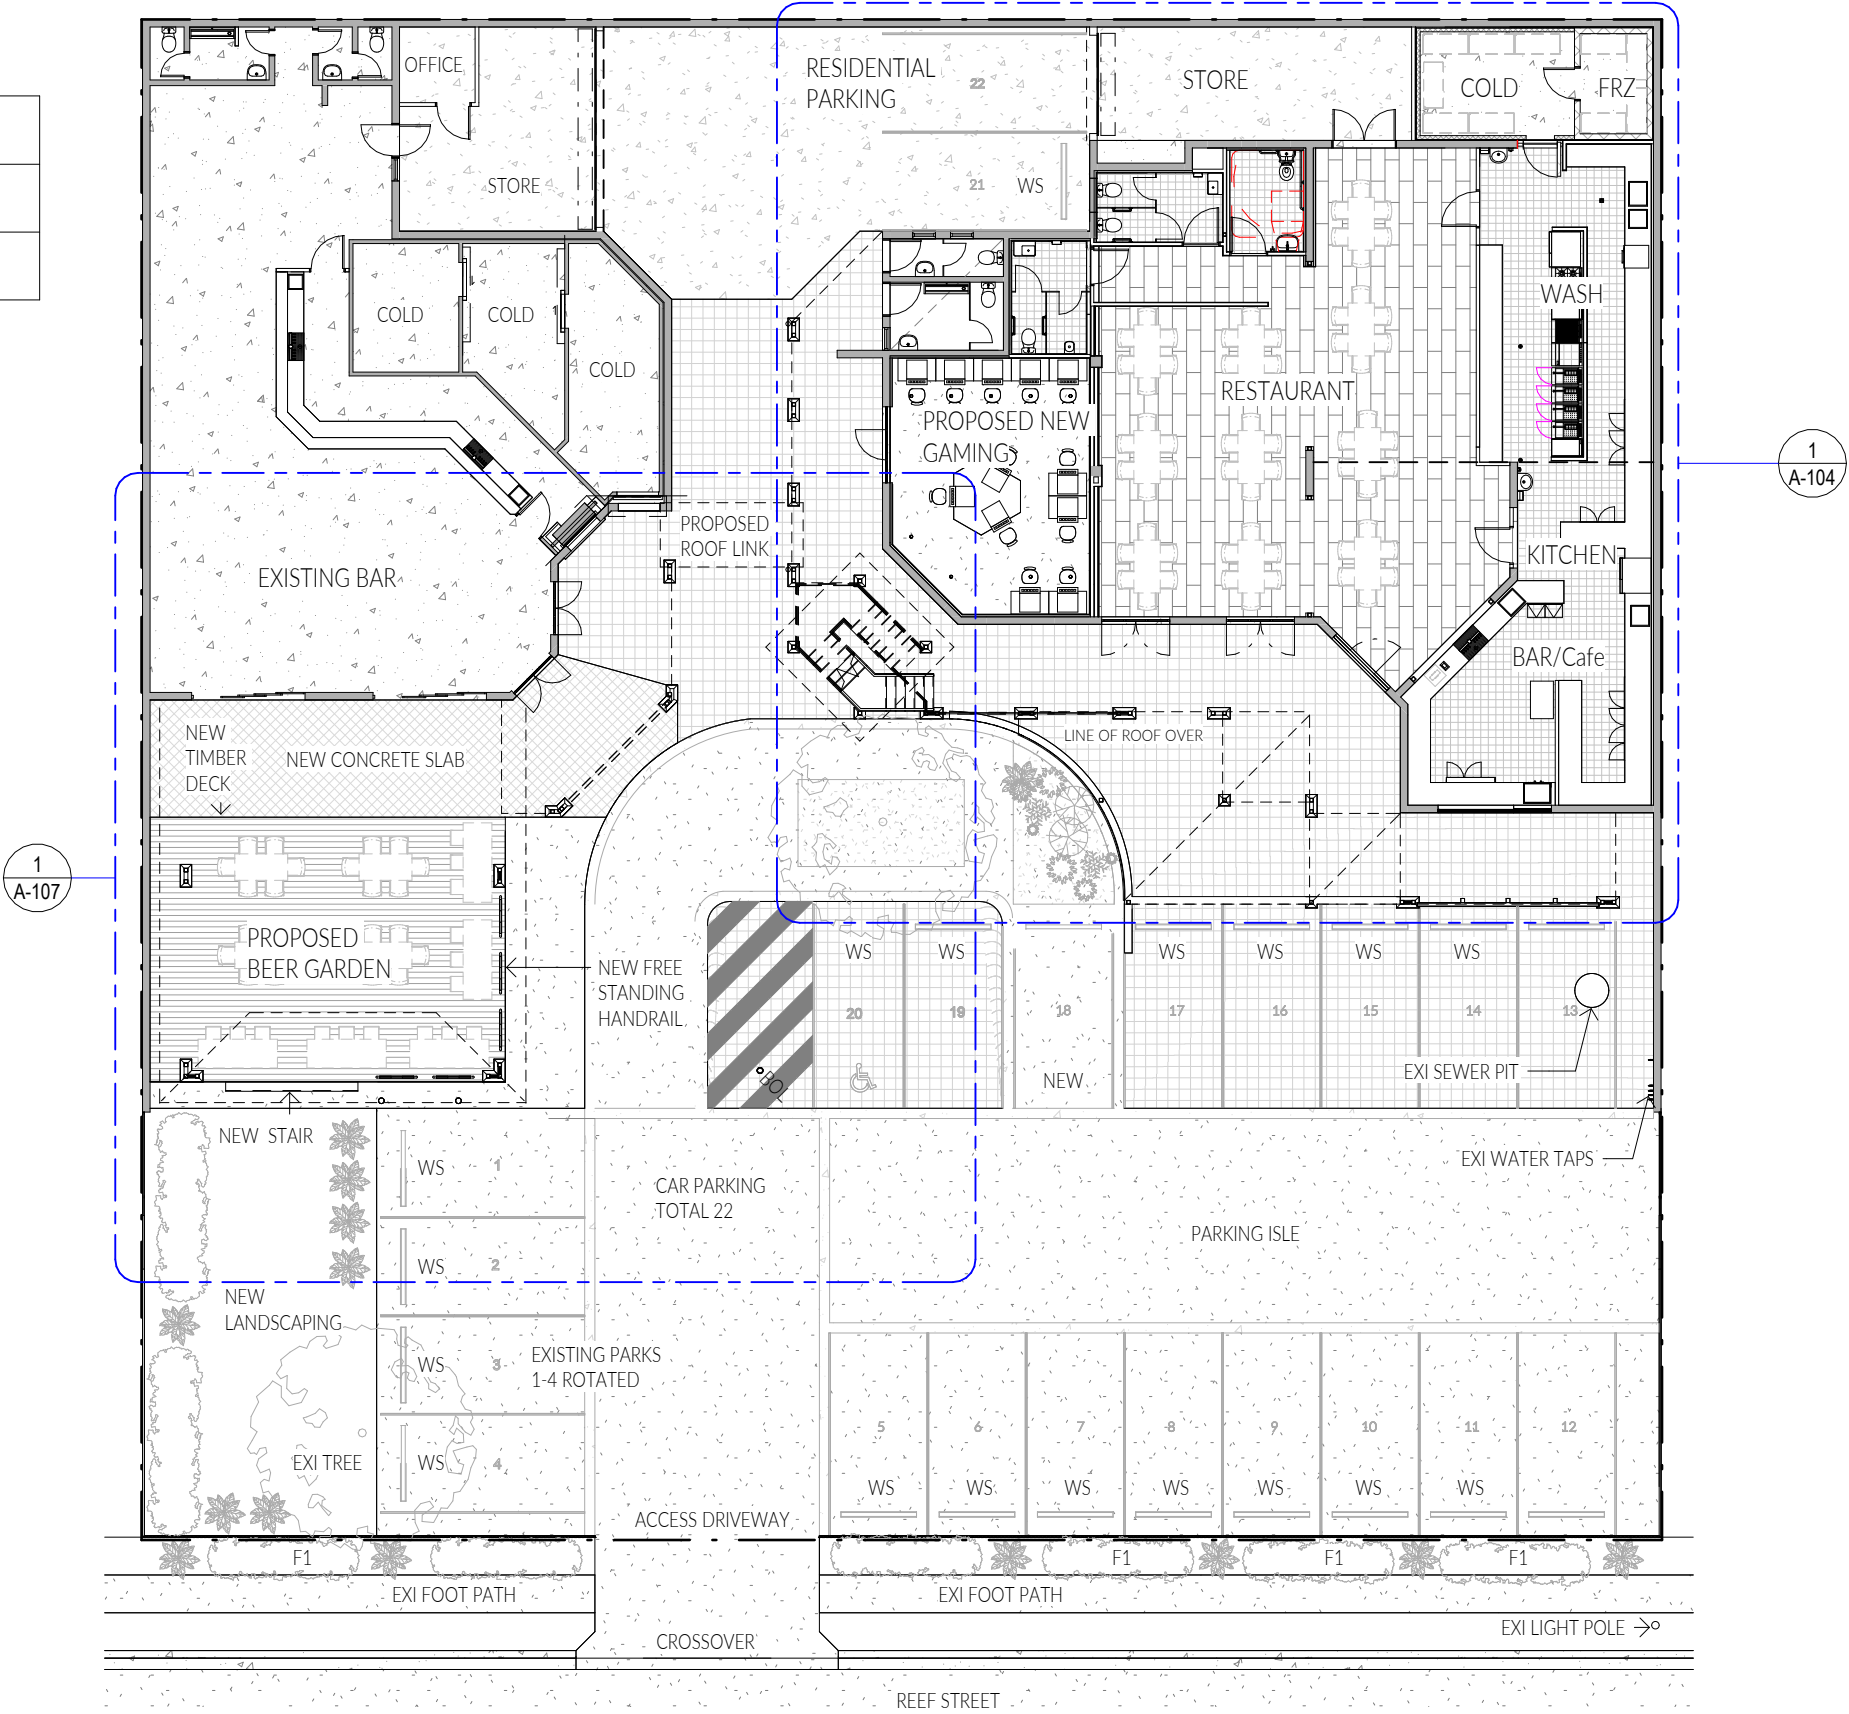 OFFICE
RESIDENTIAL
PARKING
22
STORE
COLD
FRZ
STORE
21
WS
COLD
COLD
COLD
WASH
RESTAURANT
PROPOSED NEW
GAMING
1
A-104
PROPOSED
ROOF LINK
EXISTING BAR
KITCHEN
BAR/Cafe
NEW
TIMBER
DECK
NEW CONCRETE SLAB
LINE OF ROOF OVER
1
A-107
PROPOSED
BEER GARDEN
NEW FREE
STANDING
HANDRAIL
WS
WS
WS
WS
WS
WS
20
19
18
17
16
15
14
13
BOL
NEW
EXI SEWER PIT
NEW STAIR
WS
1
EXI WATER TAPS
CAR PARKING
TOTAL 22
PARKING ISLE
WS
2
NEW
LANDSCAPING
WS
3
EXISTING PARKS
1-4 ROTATED
5
6
7
8
9
10
11
12
EXI TREE
WS
4
WS
WS
WS
WS
WS
WS
WS
ACCESS DRIVEWAY
F1
F1
F1
F1
EXI FOOT PATH
EXI FOOT PATH
EXI LIGHT POLE
CROSSOVER
REEF STREET